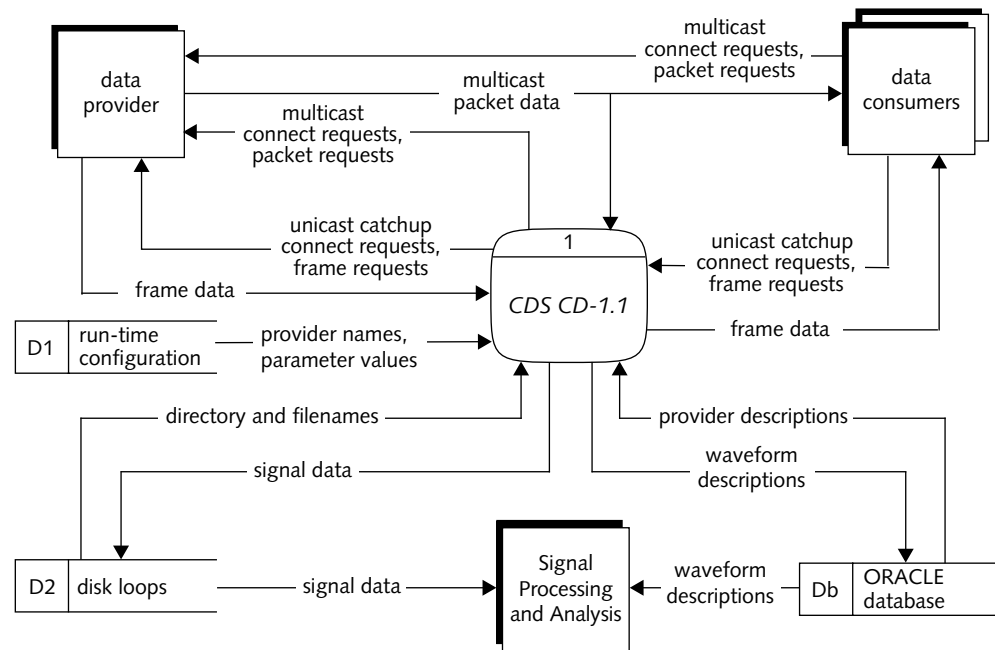 multicast
connect requests,
packet requests
data
provider
data
consumers
multicast
packet data
multicast
connect requests,
packet requests
unicast catchup
connect requests,
frame requests
1
CDS CD-1.1
unicast catchup
connect requests,
frame requests
frame data
frame data
D1
run-time
configuration
provider names,
parameter values
directory and filenames
provider descriptions
signal data
waveform
descriptions
D2
disk loops
signal data
Signal
Processing
and Analysis
waveform
descriptions
Db
ORACLE
database